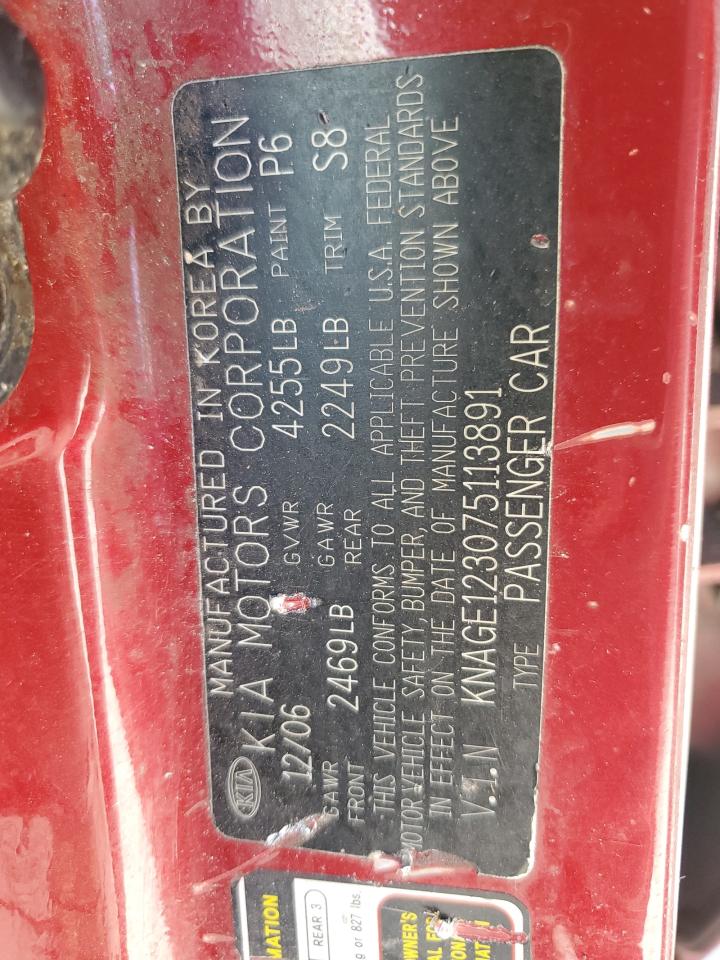 MANUFACTURED IN KOREA BY
KIA KIA MOTORS CORPORATION
12/06 GVWR 4255LB PAINT P6
GAWR FRONT 2469LB GAWR REAR 2249LB TRIM S8
THIS VEHICLE CONFORMS TO ALL APPLICABLE U.S.A. FEDERAL
MOTOR VEHICLE SAFETY, BUMPER, AND THEFT PREVENTION STANDARDS
IN EFFECT ON THE DATE OF MANUFACTURE SHOWN ABOVE
V.I.N KNAGE123075113891
TYPE PASSENGER CAR
REAR 3
or 827 lbs.